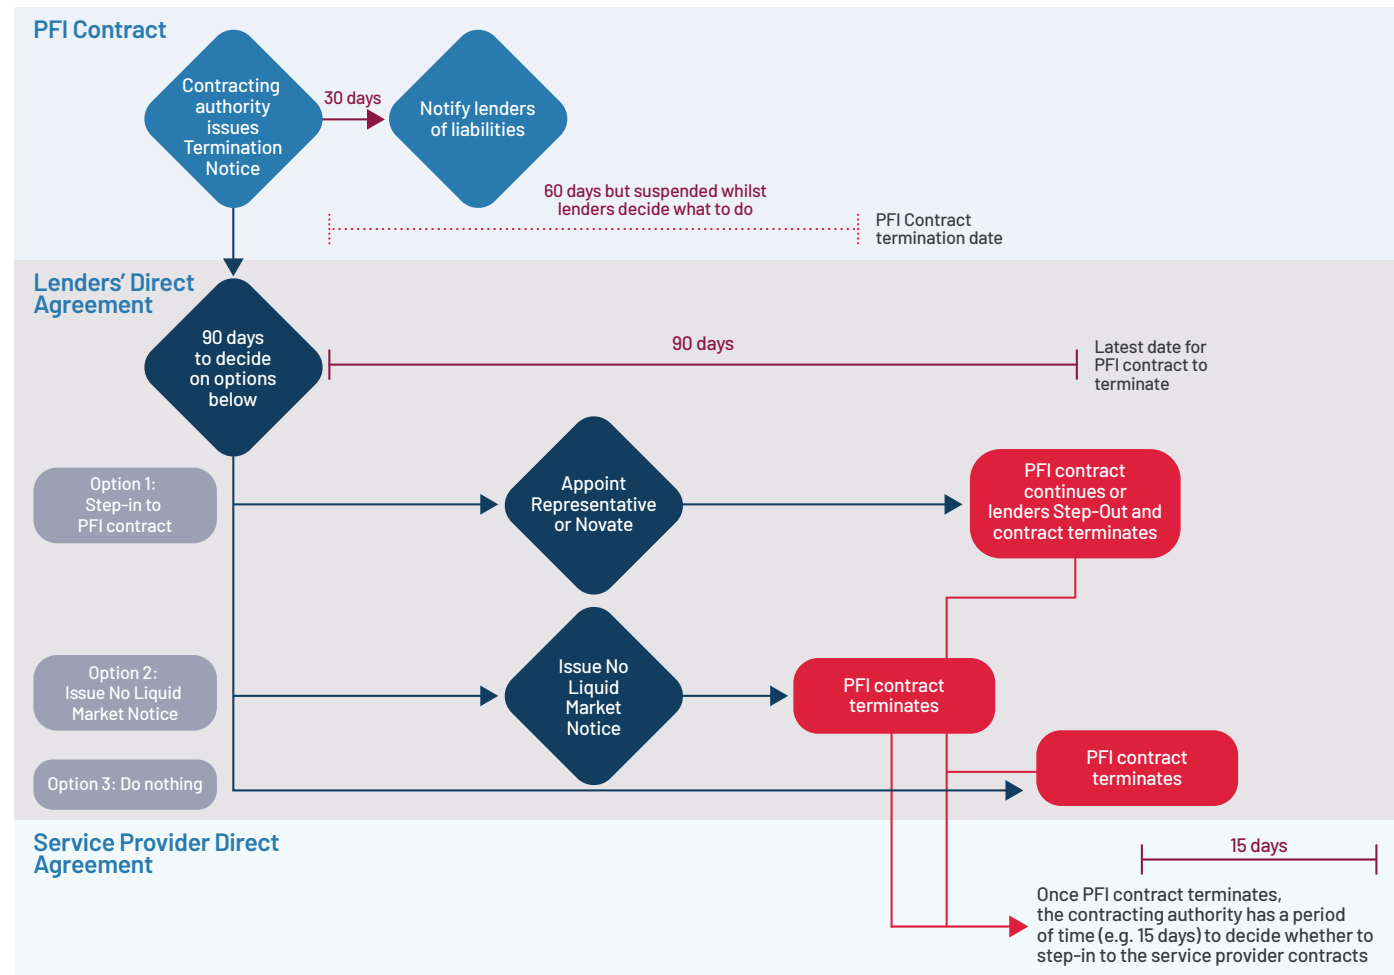 PFI Contract
Contracting
authority
issues
Termination
Notice
30 days
Notify lenders
of liabilities
60 days but suspended whilst
lenders decide what to do
PFI Contract
termination date
Lenders’ Direct
Agreement
90 days
to decide
on options
below
90 days
Latest date for
PFI contract to
terminate
Option 1:
Step-in to
PFI contract
Appoint
Representative
or Novate
PFI contract
continues or
lenders Step-Out and
contract terminates
Option 2:
Issue No Liquid
Market Notice
Issue No
Liquid
Market
Notice
PFI contract
terminates
Option 3: Do nothing
PFI contract
terminates
Service Provider Direct
Agreement
15 days
Once PFI contract terminates,
the contracting authority has a period
of time (e.g. 15 days) to decide whether to
step-in to the service provider contracts